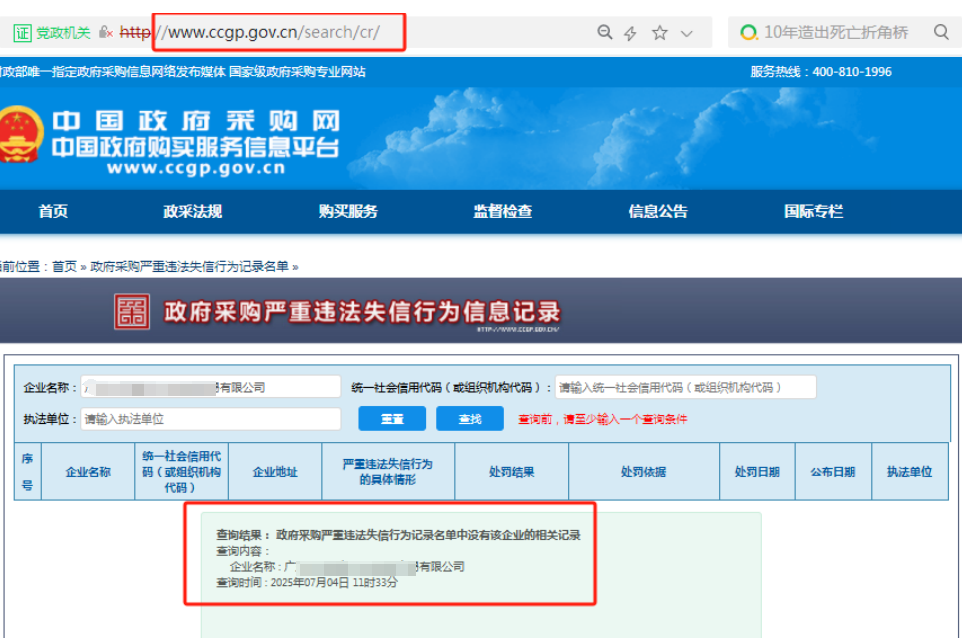 证 党政机关 http://www.ccgp.gov.cn/search/cr/ 10年造出死亡折角桥
政部唯一指定政府采购信息网络发布媒体 国家级政府采购专业网站 服务热线：400-810-1996
中国政府采购网
中国政府购买服务信息平台
www.ccgp.gov.cn
首页 政采法规 购买服务 监督检查 信息公告 国际专栏
前位置：首页 » 政府采购严重违法失信行为记录名单 »
政府采购严重违法失信行为信息记录
HTTP://WWW.CCGP.GOV.CN/
企业名称： 有限公司 统一社会信用代码（或组织机构代码）： 请输入统一社会信用代码（或组织机构代码）
执法单位： 请输入执法单位 重置 查找 查询前，请至少输入一个查询条件
序号 企业名称 统一社会信用代码（或组织机构代码） 企业地址 严重违法失信行为的具体情形 处罚结果 处罚依据 处罚日期 公布日期 执法单位
查询结果： 政府采购严重违法失信行为记录名单中没有该企业的相关记录
查询内容：
企业名称：广 有限公司
查询时间：2025年07月04日 11时33分